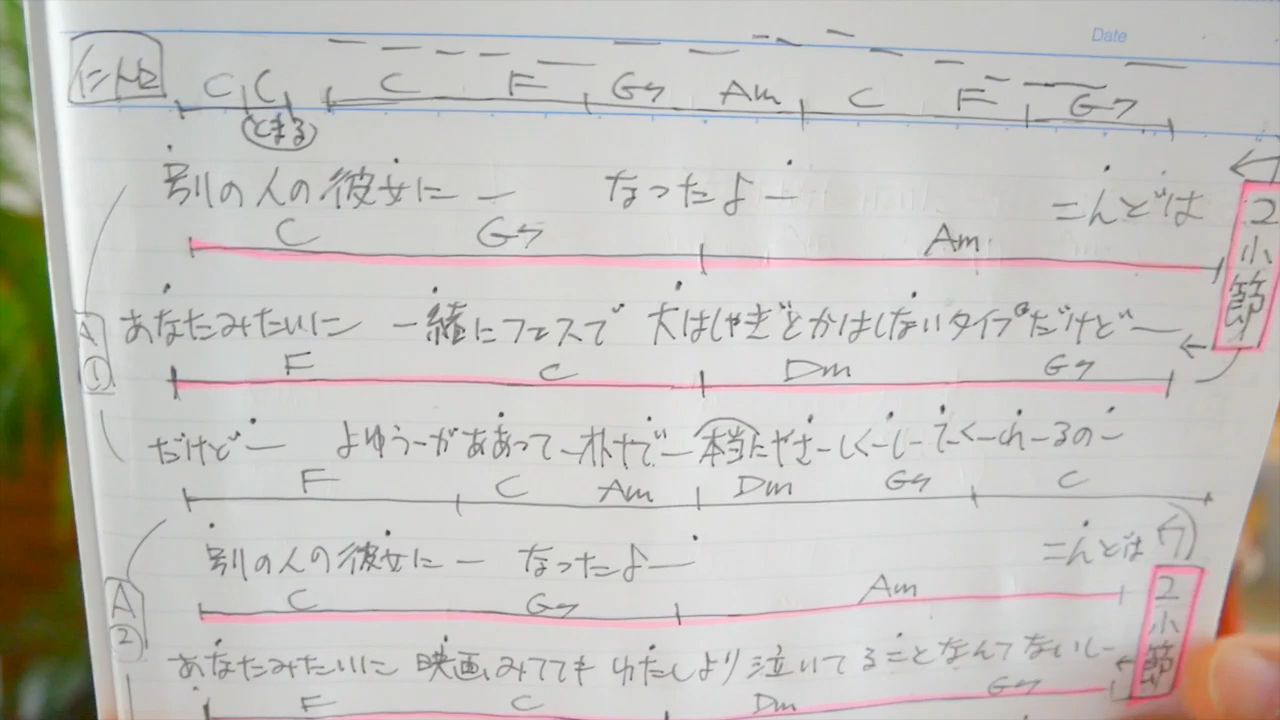 Date
イントロ C C C F G7 Am C F G7
とまる
別の人の彼女にー なったよー こんどは
C G7 Am
2小節
あなたみたいに 一緒にフェスで 大はしゃぎとかはしないタイプだけどー
A① F C Dm G7
だけどー よゆうーがああってー朴せでー本当にやさーしくーしーてーくーれーるのー
F C Am Dm G7 C
別の人の彼女にー なったよー こんどは
C G7 Am
A② 2小節
あなたみたいに 映画みてても わたしより泣いてることなんてないしー
F C Dm G7